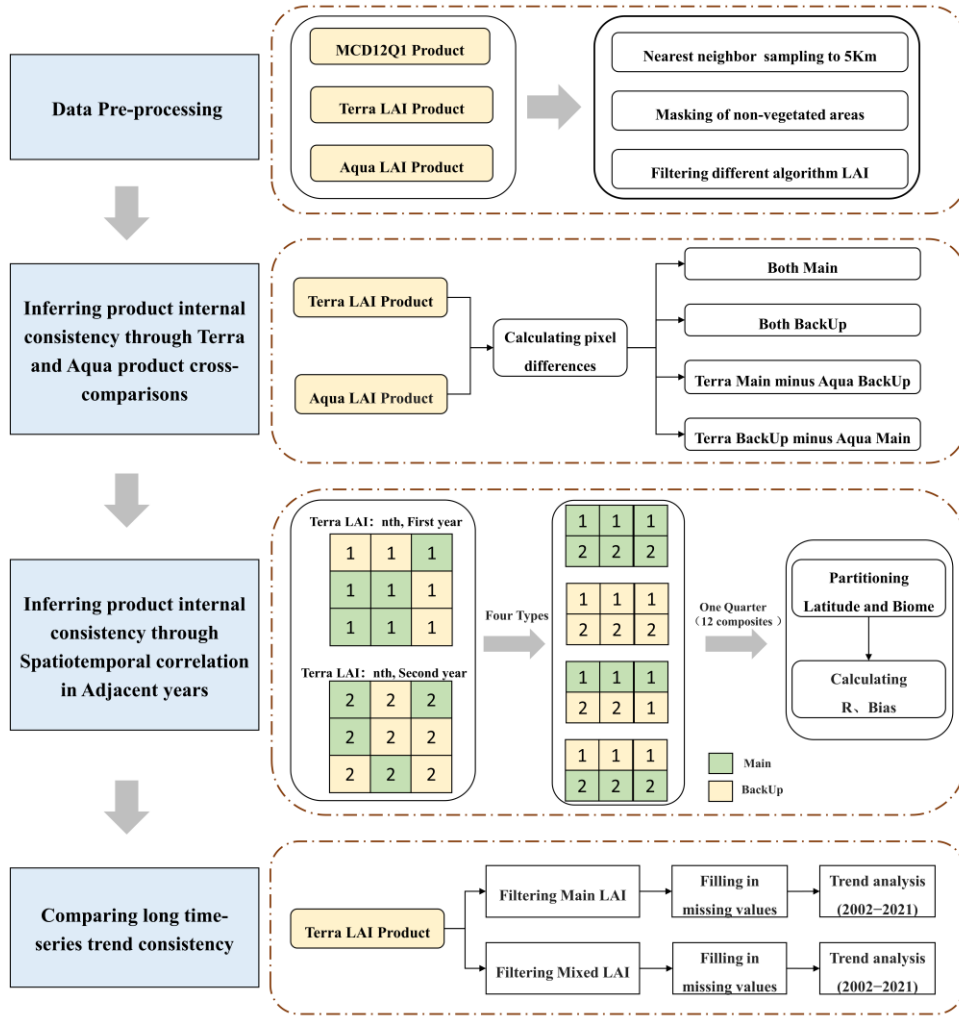 Data Pre-processing
MCD12Q1 Product
Terra LAI Product
Aqua LAI Product
Nearest neighbor sampling to 5Km
Masking of non-vegetated areas
Filtering different algorithm LAI
Inferring product internal
consistency through Terra
and Aqua product cross-
comparisons
Terra LAI Product
Aqua LAI Product
Calculating pixel
differences
Both Main
Both BackUp
Terra Main minus Aqua BackUp
Terra BackUp minus Aqua Main
Inferring product internal
consistency through
Spatiotemporal correlation
in Adjacent years
Terra LAI：nth, First year
1 1 1
1 1 1
1 1 1
Terra LAI：nth, Second year
2 2 2
2 2 2
2 2 2
Four Types
1 1 1
2 2 2
1 1 1
2 2 2
1 1 1
2 2 1
1 1 1
2 2 2
One Quarter
（12 composites）
Main
BackUp
Partitioning
Latitude and Biome
Calculating
R、Bias
Comparing long time-
series trend consistency
Terra LAI Product
Filtering Main LAI
Filling in
missing values
Trend analysis
(2002−2021)
Filtering Mixed LAI
Filling in
missing values
Trend analysis
(2002−2021)